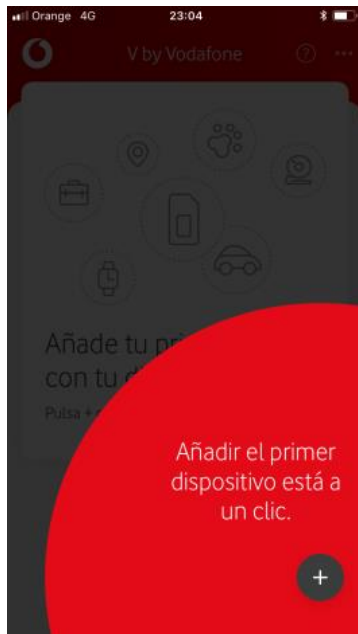 Orange 4G 23:04
V by Vodafone
Añade tu pr
con tu d
Pulsa +
Añadir el primer
dispositivo está a
un clic.
+